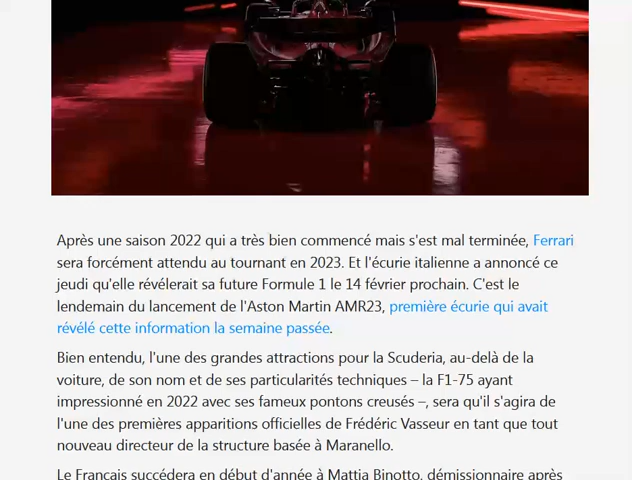 Après une saison 2022 qui a très bien commencé mais s'est mal terminée, Ferrari
sera forcément attendu au tournant en 2023. Et l'écurie italienne a annoncé ce
jeudi qu'elle révélerait sa future Formule 1 le 14 février prochain. C'est le
lendemain du lancement de l'Aston Martin AMR23, première écurie qui avait
révélé cette information la semaine passée.
Bien entendu, l'une des grandes attractions pour la Scuderia, au-delà de la
voiture, de son nom et de ses particularités techniques – la F1-75 ayant
impressionné en 2022 avec ses fameux pontons creusés –, sera qu'il s'agira de
l'une des premières apparitions officielles de Frédéric Vasseur en tant que tout
nouveau directeur de la structure basée à Maranello.
Le Français succédera en début d'année à Mattia Binotto, démissionnaire après